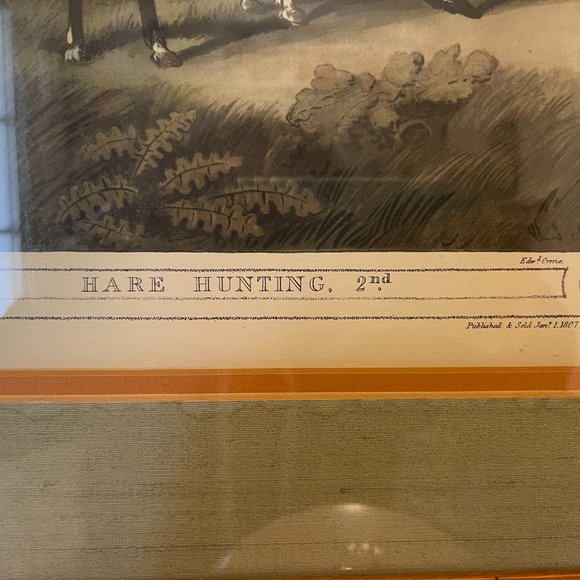 Edwd. Orme,
HARE HUNTING, 2nd
Published & Sold Jany. 1, 1807